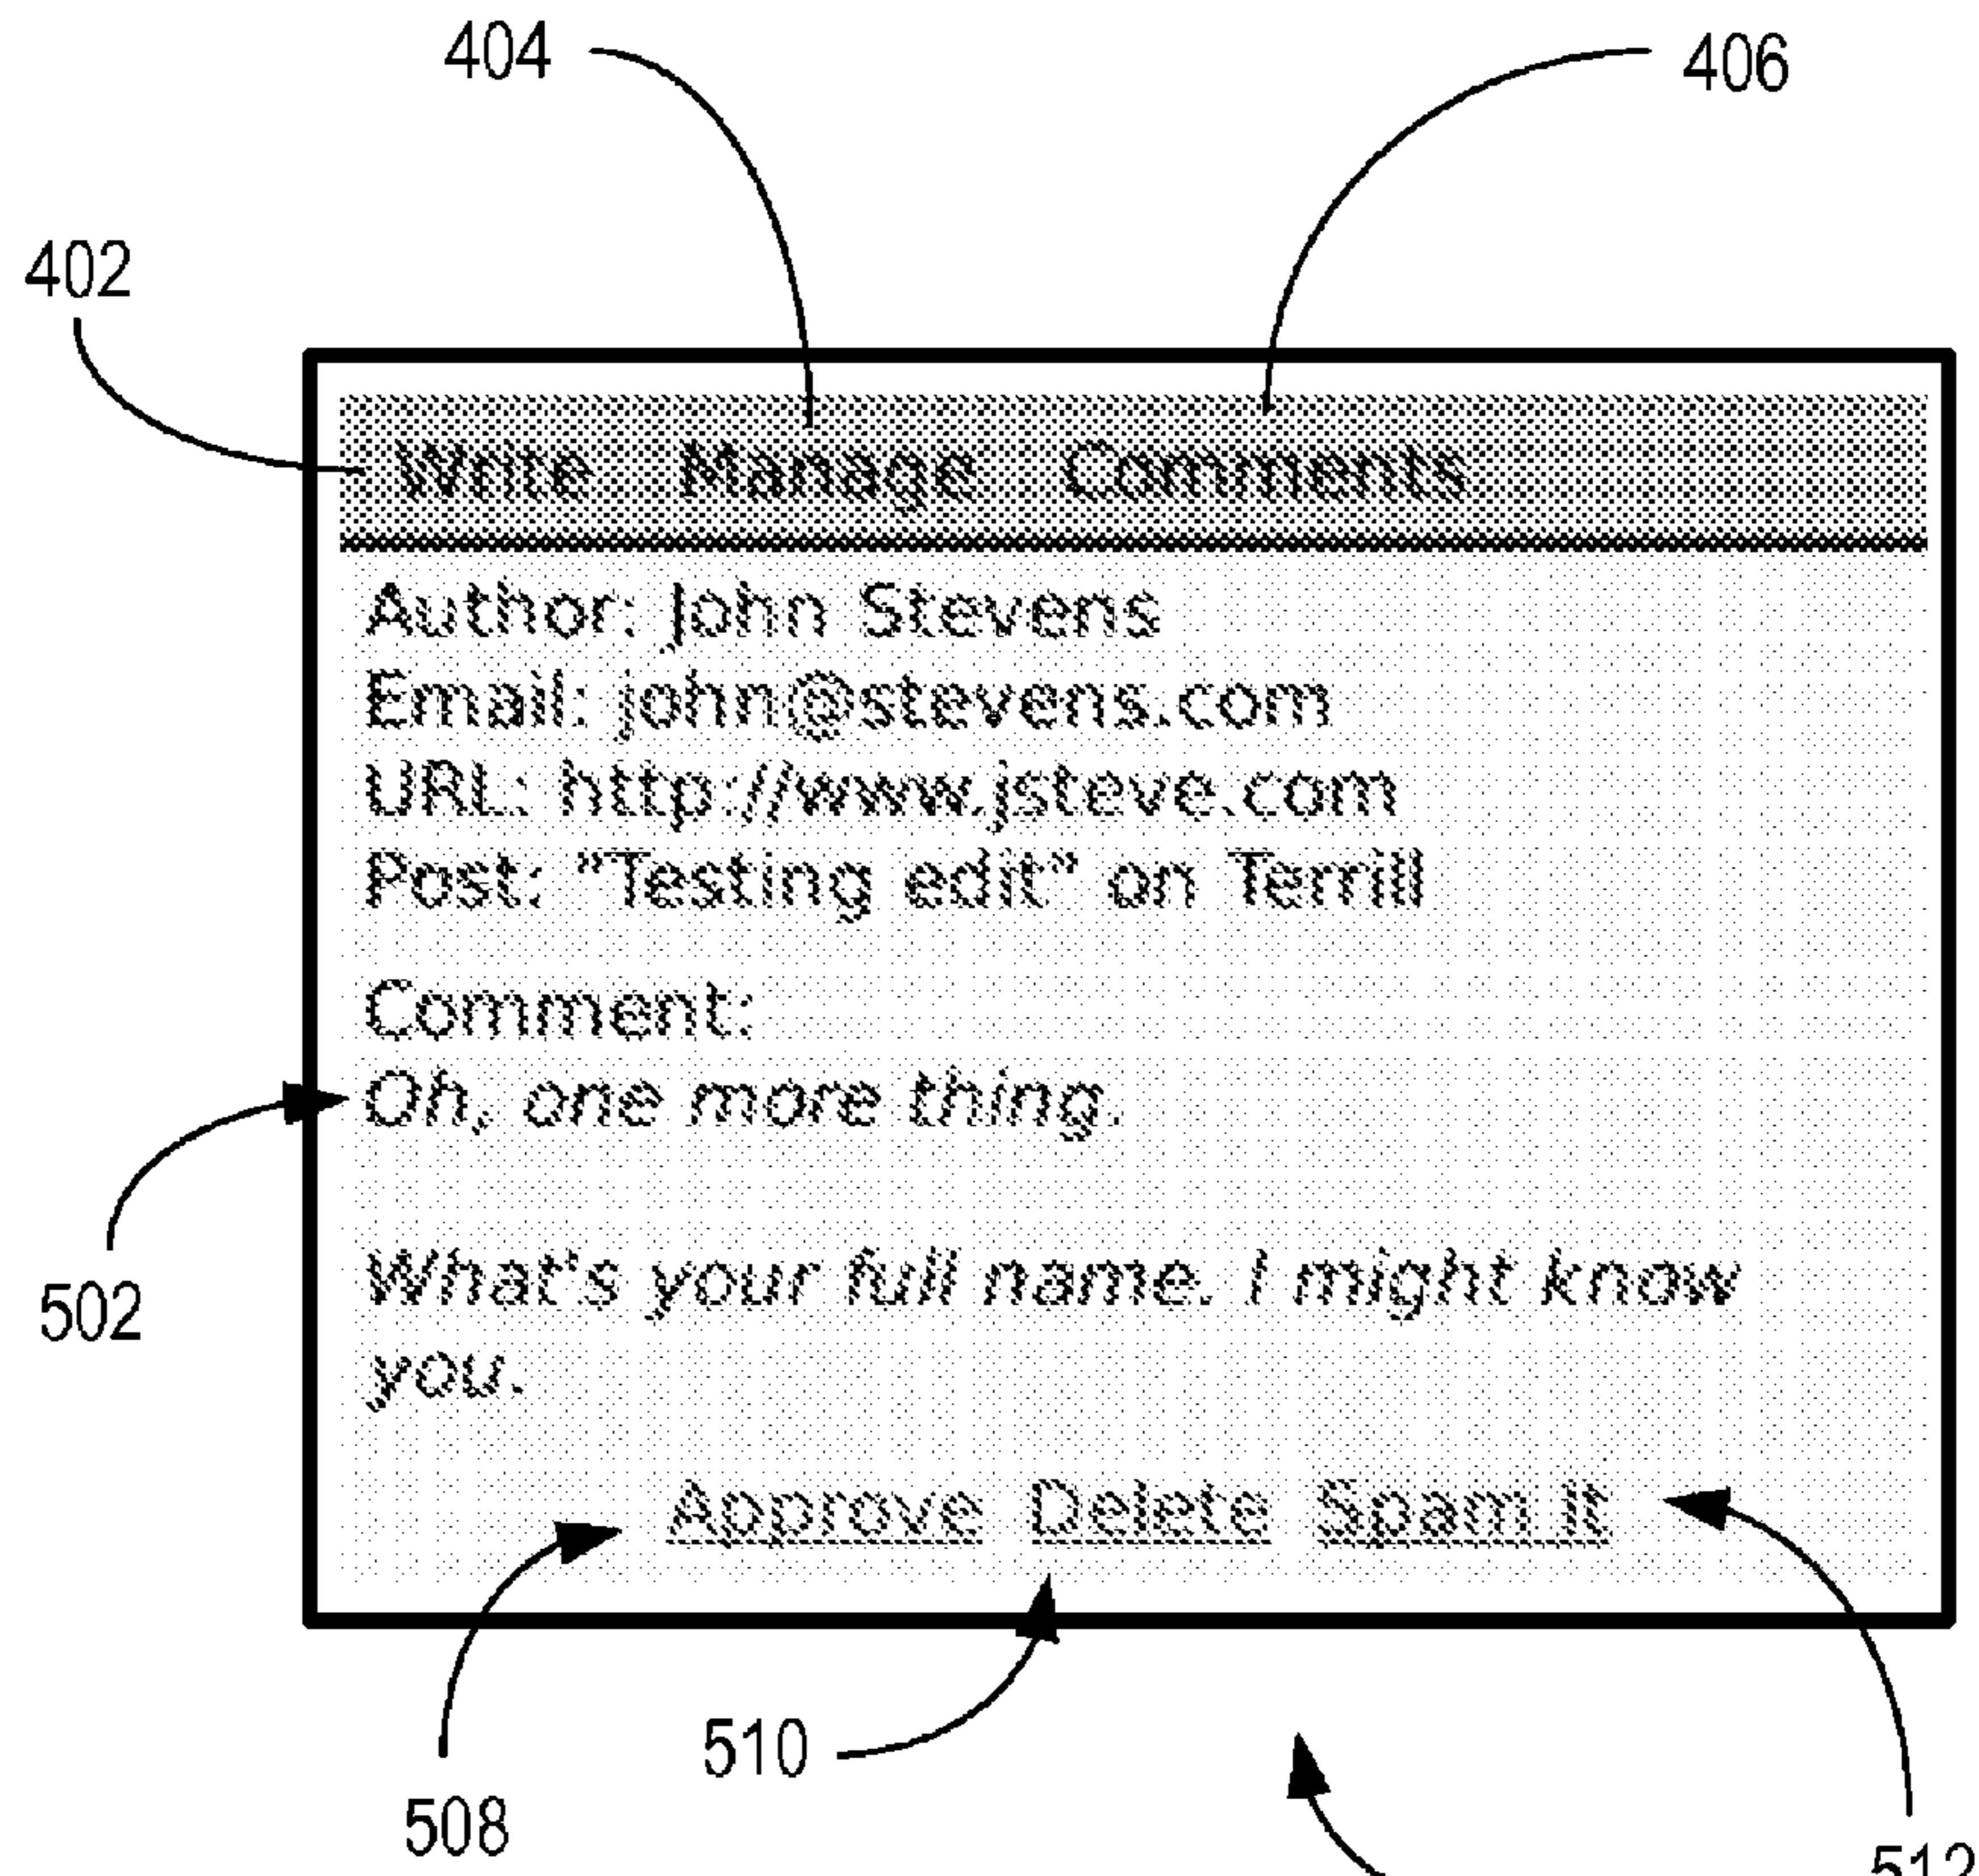 404
406
402
Write Manage Comments
Author: John Stevens
Email: john@stevens.com
URL: http://www.jsteve.com
Post: "Testing edit" on Terrill
Comment:
Oh, one more thing.
502
What's your full name. I might know
you.
Approve Delete Spam It
510
508
512